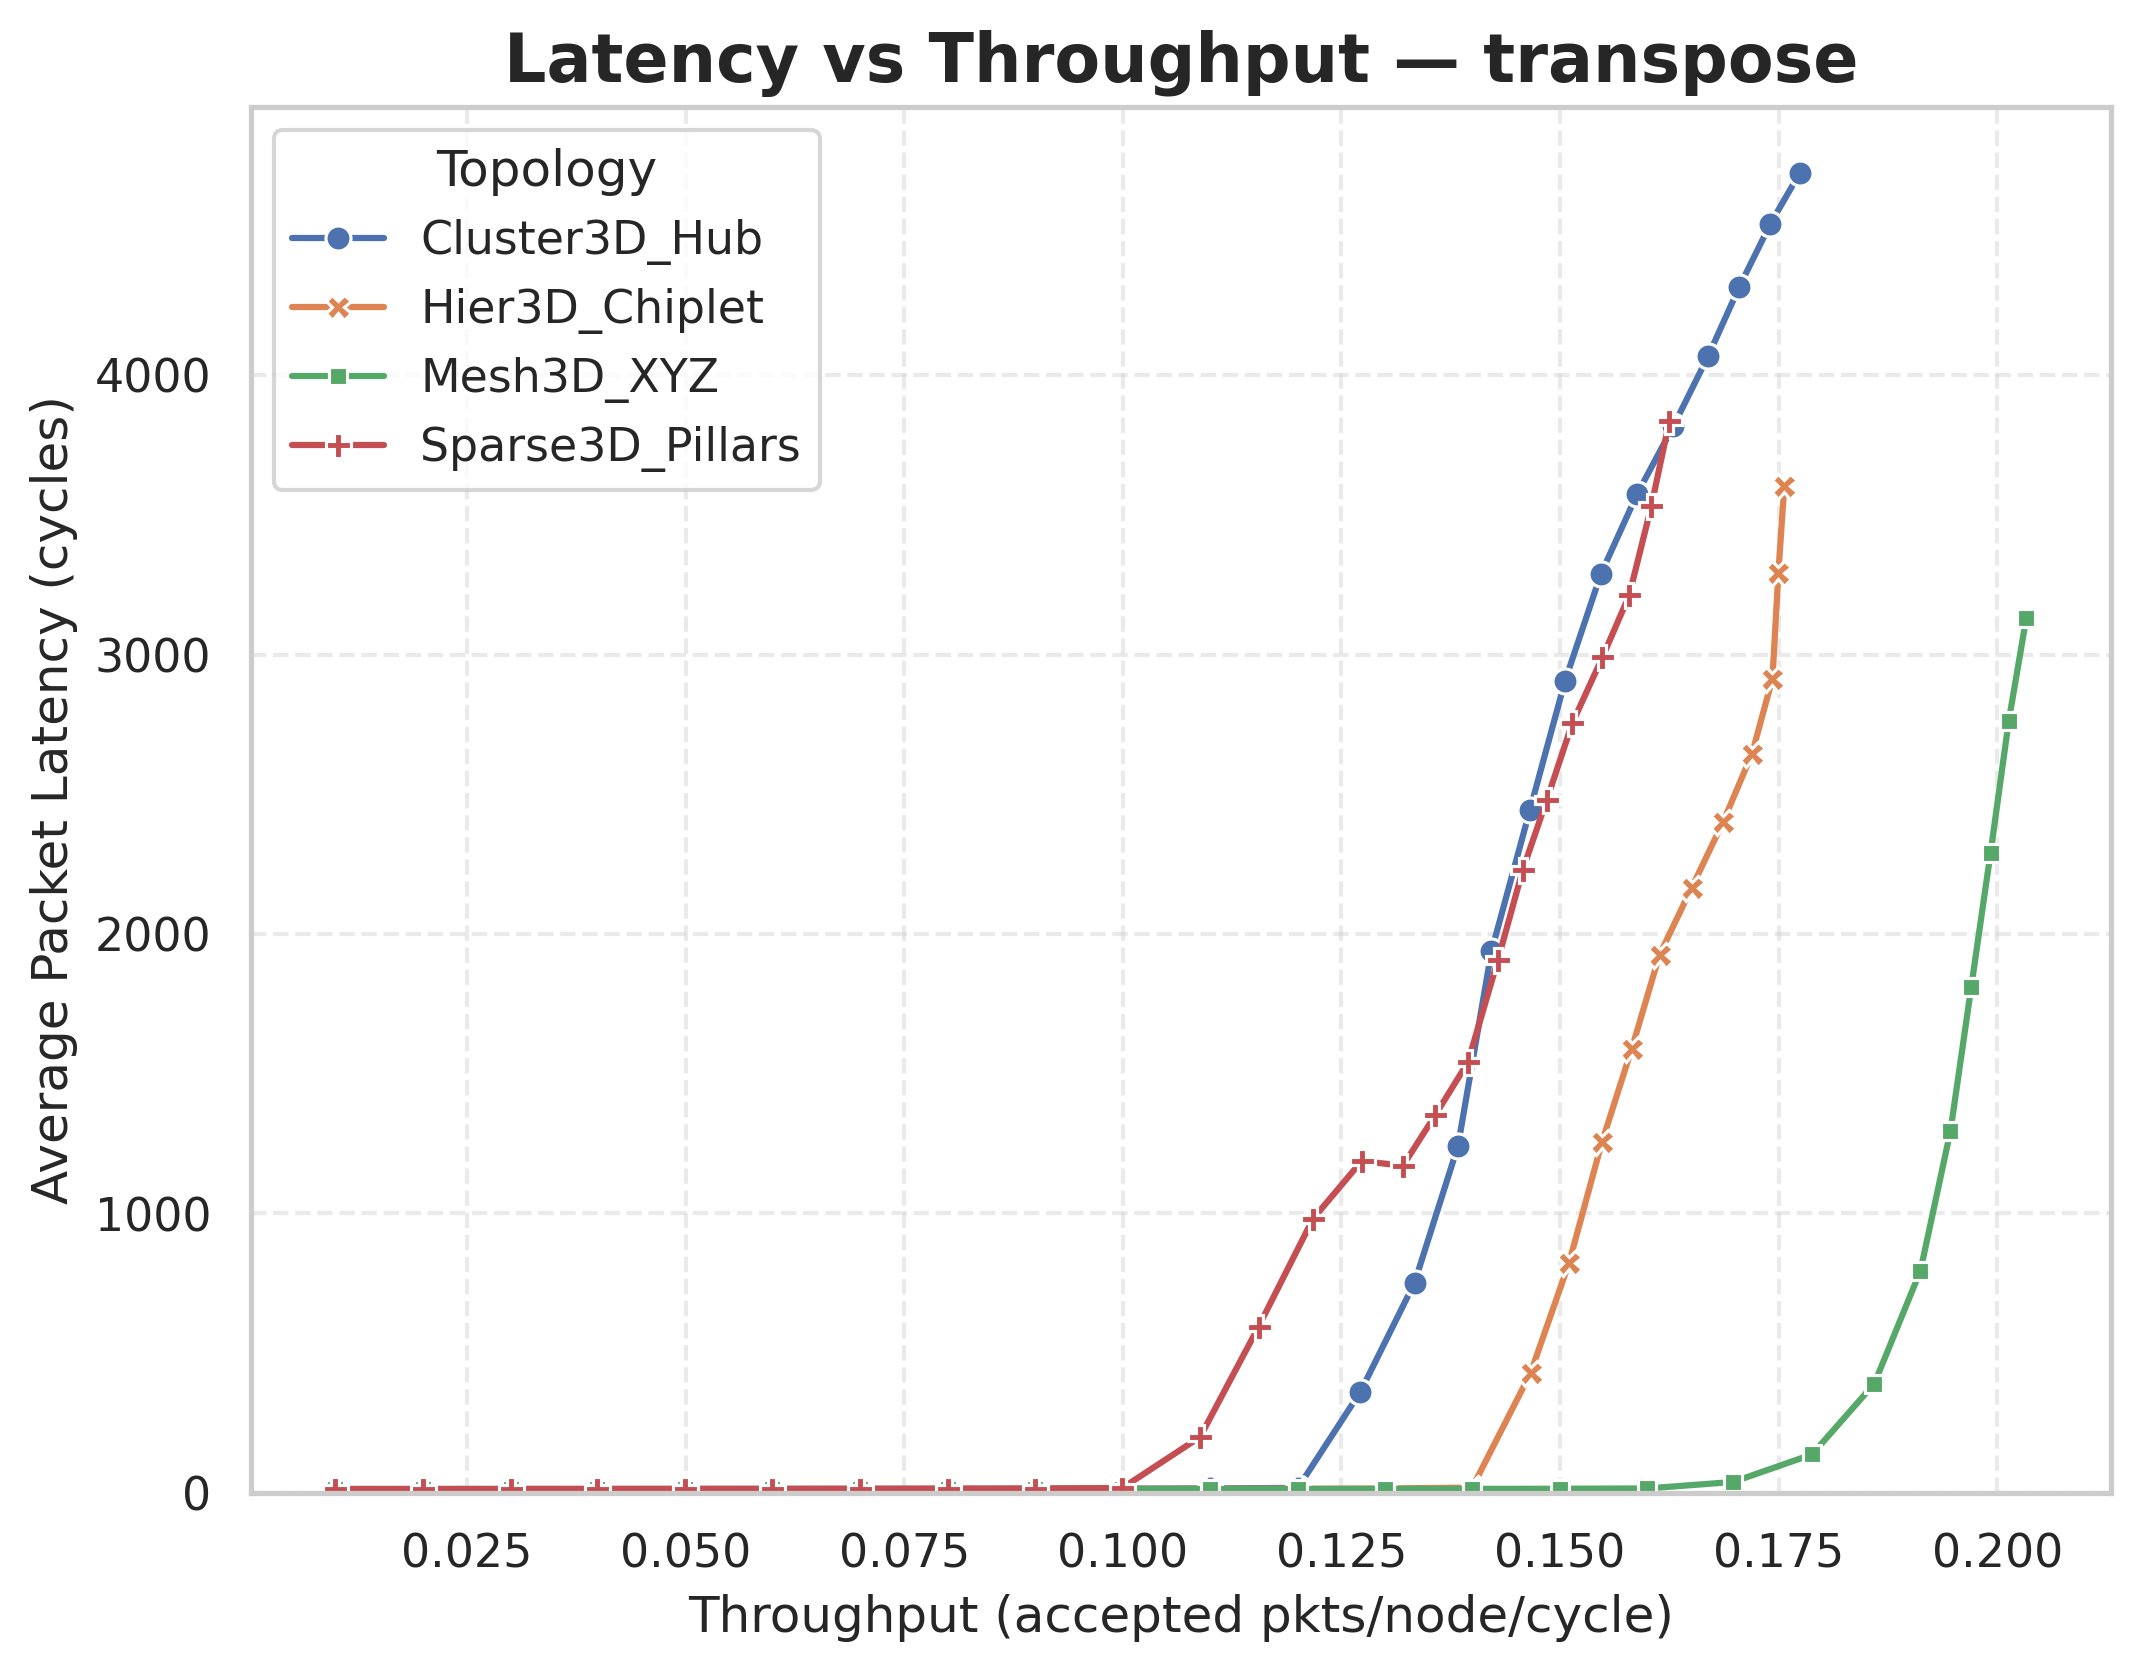 Latency vs Throughput — transpose
Topology
Cluster3D_Hub
Hier3D_Chiplet
Mesh3D_XYZ
Sparse3D_Pillars
Average Packet Latency (cycles)
4000
3000
2000
1000
0
0.025 0.050 0.075 0.100 0.125 0.150 0.175 0.200
Throughput (accepted pkts/node/cycle)